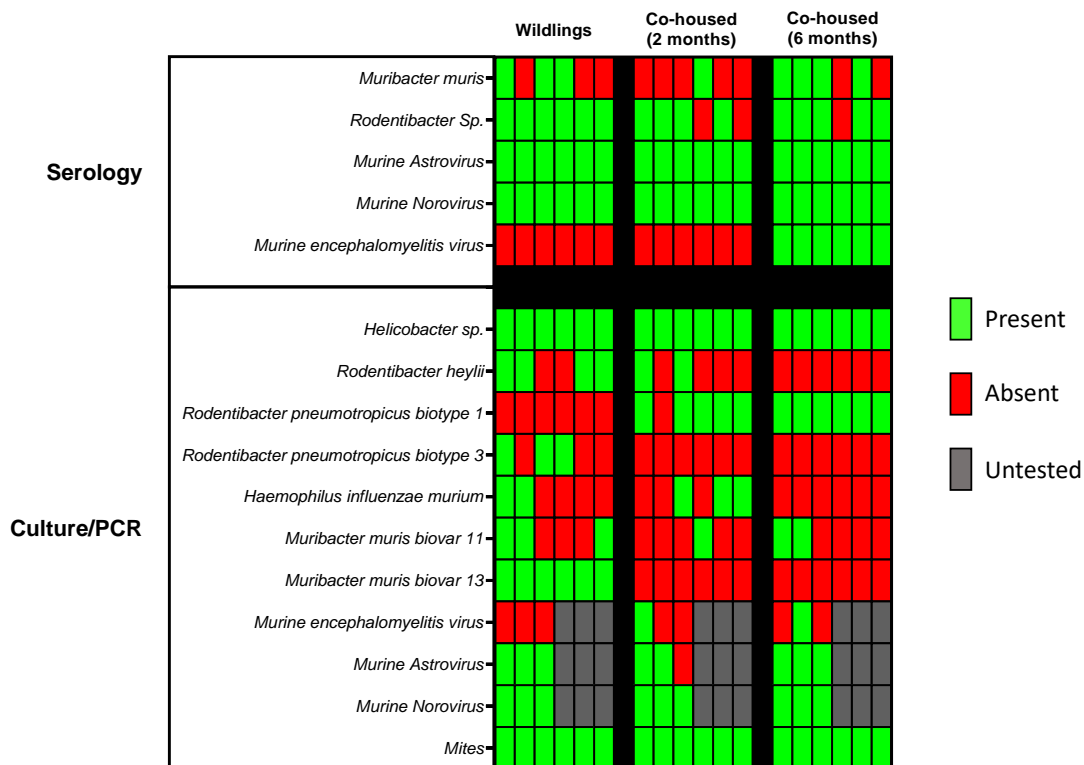 Wildlings
Co-housed
(2 months)
Co-housed
(6 months)
Serology
Muribacter muris
Rodentibacter Sp.
Murine Astrovirus
Murine Norovirus
Murine encephalomyelitis virus
Culture/PCR
Helicobacter sp.
Rodentibacter heylii
Rodentibacter pneumotropicus biotype 1
Rodentibacter pneumotropicus biotype 3
Haemophilus influenzae murium
Muribacter muris biovar 11
Muribacter muris biovar 13
Murine encephalomyelitis virus
Murine Astrovirus
Murine Norovirus
Mites
Present
Absent
Untested